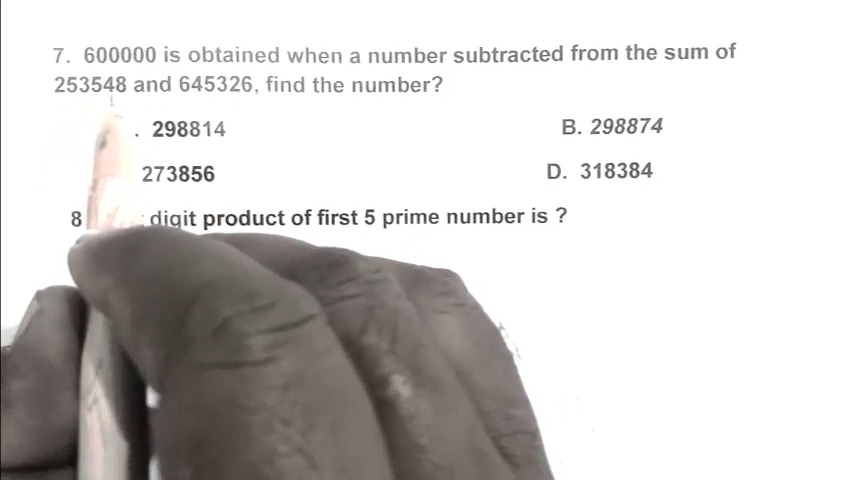 7. 600000 is obtained when a number subtracted from the sum of
253548 and 645326, find the number?
. 298814 B. 298874
273856 D. 318384
8 digit product of first 5 prime number is ?